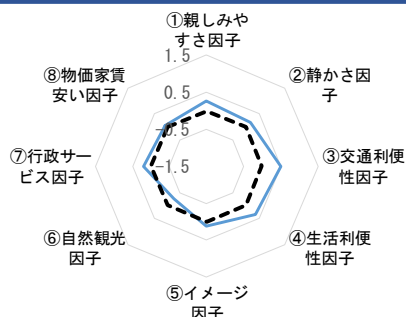 ①親しみや
すさ因子
1.5
⑧物価家賃
安い因子
②静かさ因
子
0.5
-0.5
⑦行政サー
ビス因子
-1.5
③交通利便
性因子
⑥自然観光
因子
④生活利便
性因子
⑤イメージ
因子